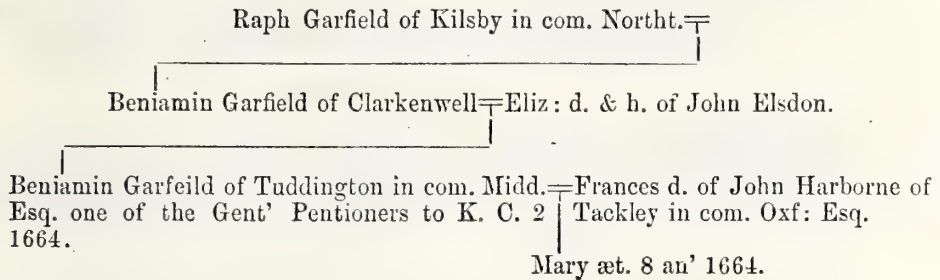 Raph Garfield of Kilsby in com. Northt.
Beniamin Garfield of Clarkenwell=Eliz: d. & h. of John Elsdon.
Beniamin Garfeild of Tuddington in com. Midd.=Frances d. of John Harborne of
Esq. one of the Gent' Pentioners to K. C. 2 Tackley in com. Oxf: Esq.
1664.
Mary æt. 8 an' 1664.